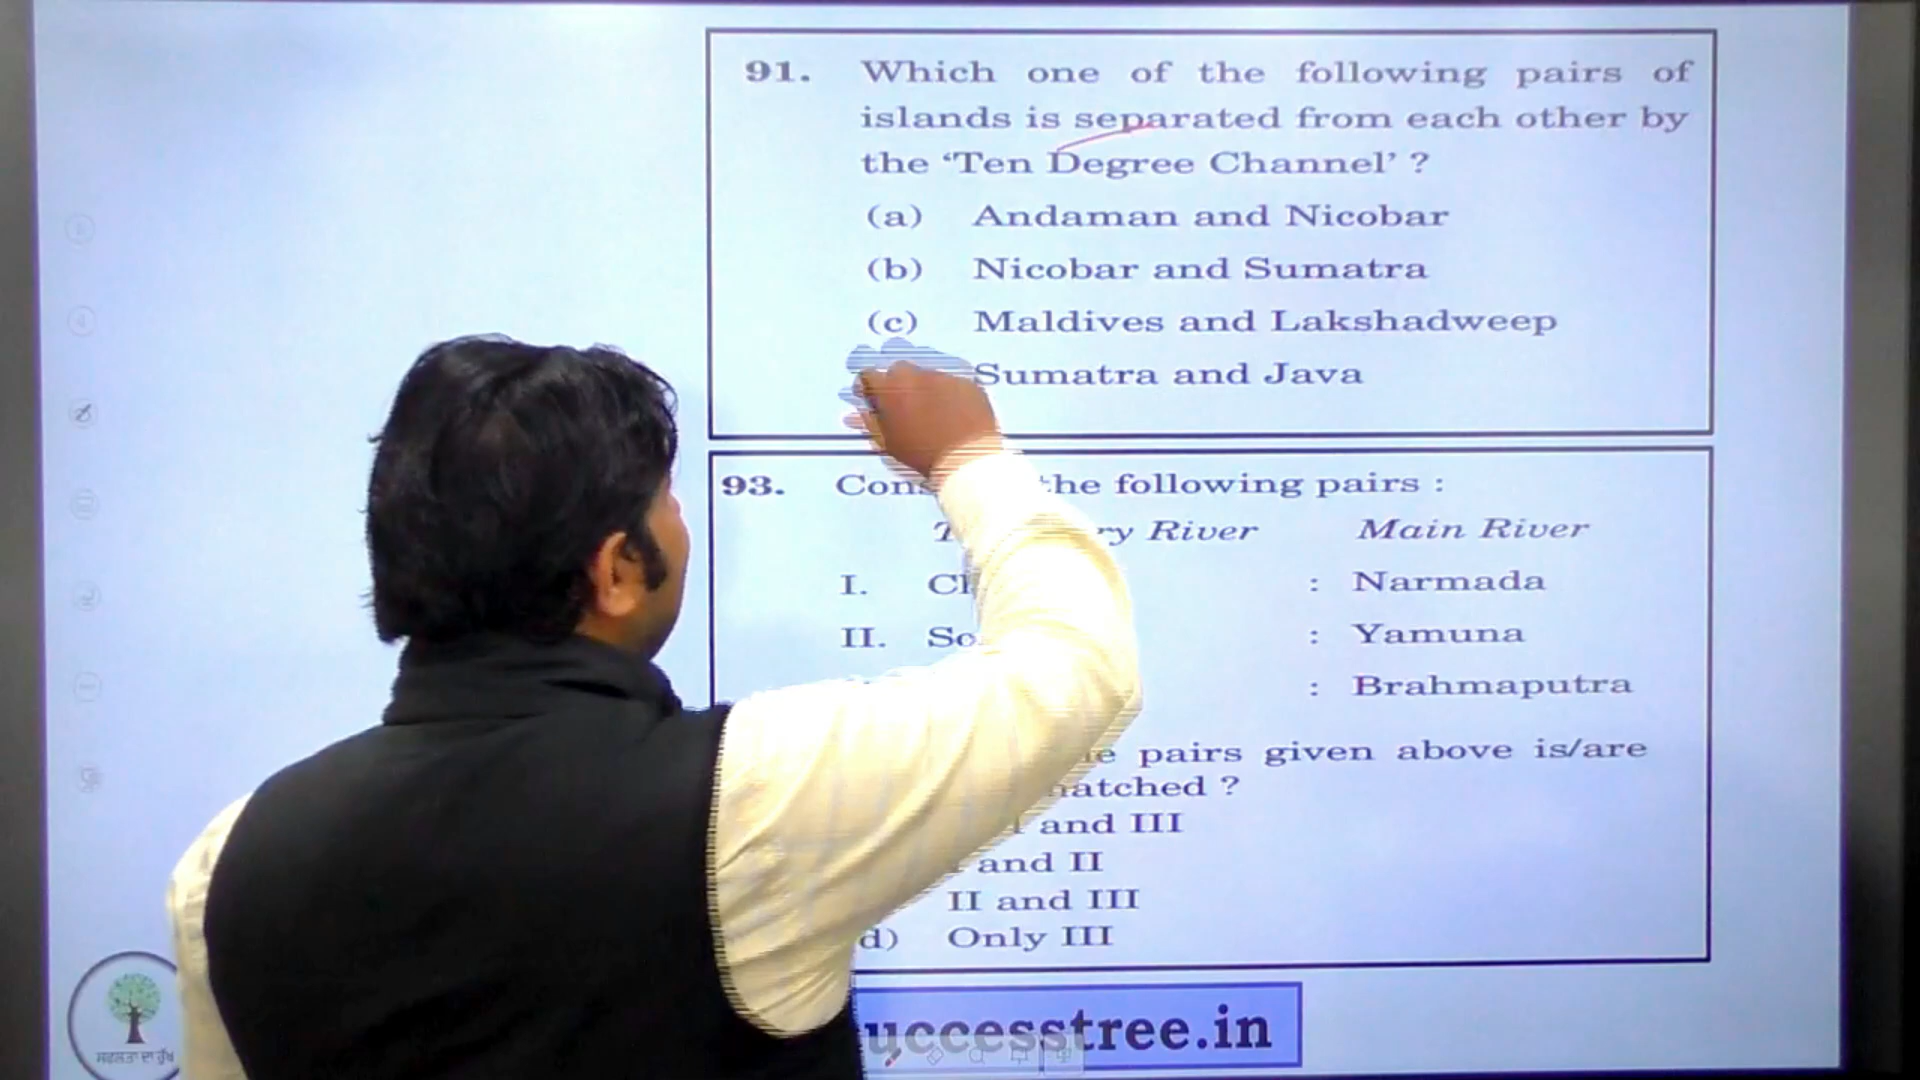 91. Which one of the following pairs of
islands is separated from each other by
the ‘Ten Degree Channel’ ?
(a) Andaman and Nicobar
(b) Nicobar and Sumatra
(c) Maldives and Lakshadweep
Sumatra and Java
93. the following pairs :
River Main River
I. : Narmada
II. : Yamuna
: Brahmaputra
pairs given above is/are
?
and III
and II
II and III
d) Only III
uccesstree.in
ਸਫਲਤਾ ਦਾ ਰੁੱਖ